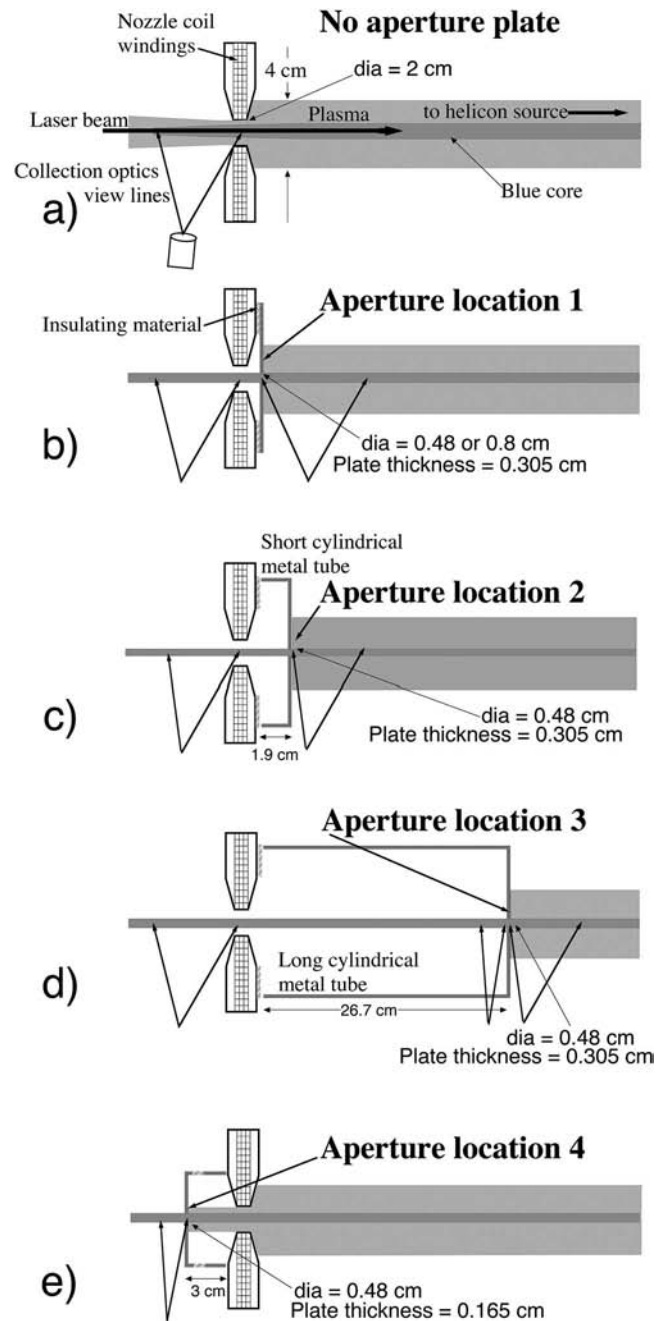 Nozzle coil
windings
No aperture plate
4 cm
dia = 2 cm
Laser beam
Plasma
to helicon source
Collection optics
view lines
Blue core
a)
Insulating material
Aperture location 1
dia = 0.48 or 0.8 cm
Plate thickness = 0.305 cm
b)
Short cylindrical
metal tube
Aperture location 2
dia = 0.48 cm
Plate thickness = 0.305 cm
1.9 cm
c)
Aperture location 3
Long cylindrical
metal tube
26.7 cm
dia = 0.48 cm
Plate thickness = 0.305 cm
d)
Aperture location 4
3 cm
dia = 0.48 cm
Plate thickness = 0.165 cm
e)